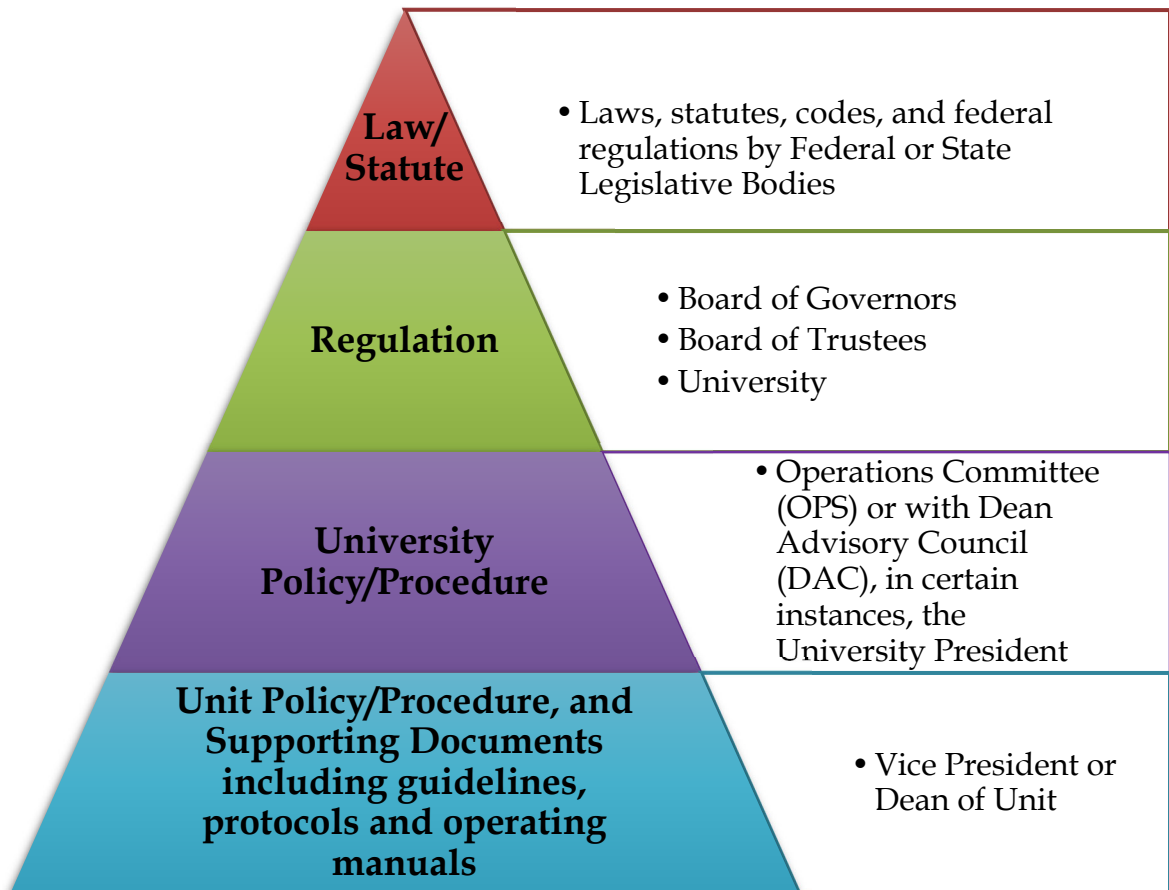 Law/
Statute
• Laws, statutes, codes, and federal
regulations by Federal or State
Legislative Bodies
Regulation
• Board of Governors
• Board of Trustees
• University
University
Policy/Procedure
• Operations Committee
(OPS) or with Dean
Advisory Council
(DAC), in certain
instances, the
University President
Unit Policy/Procedure, and
Supporting Documents
including guidelines,
protocols and operating
manuals
• Vice President or
Dean of Unit